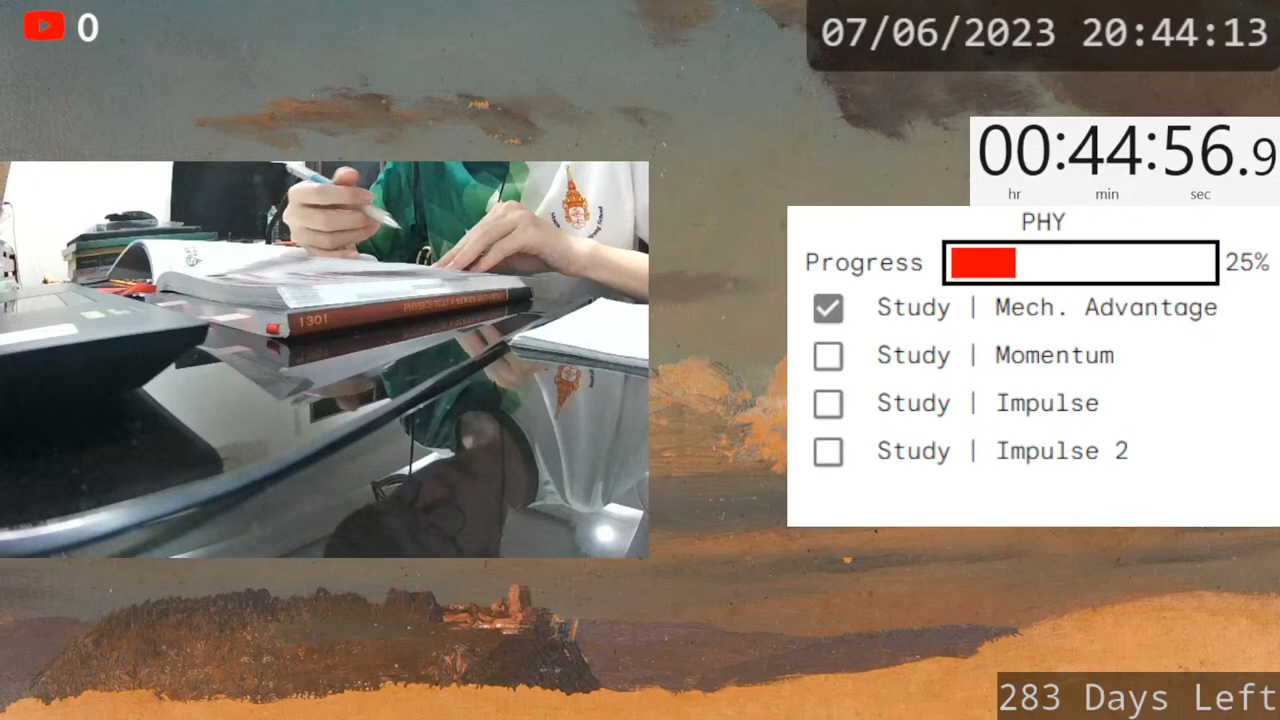 0
07/06/2023 20:44:13
00:44:56.9
hr min sec
PHY
Progress 25%
Study | Mech. Advantage
Study | Momentum
Study | Impulse
Study | Impulse 2
1301
283 Days Left